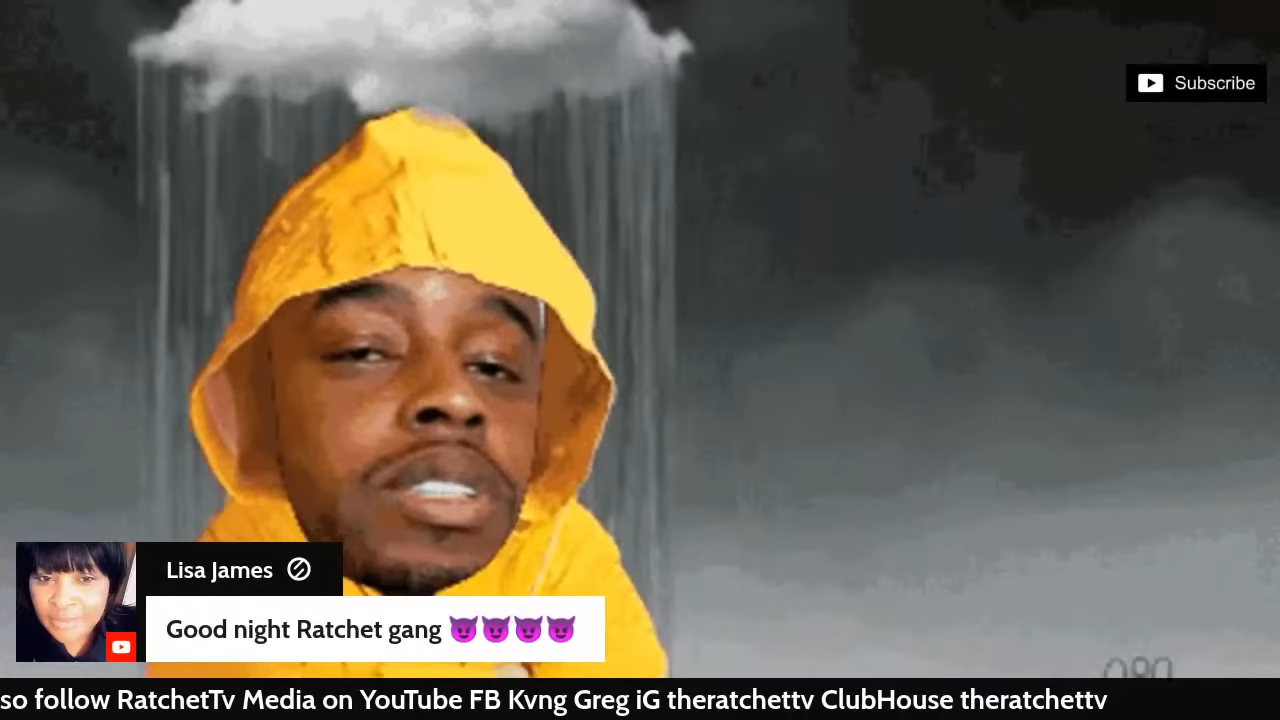 Subscribe
Lisa James
Good night Ratchet gang 😈😈😈😈
so follow RatchetTv Media on YouTube FB Kvng Greg iG theratchettv ClubHouse theratchettv